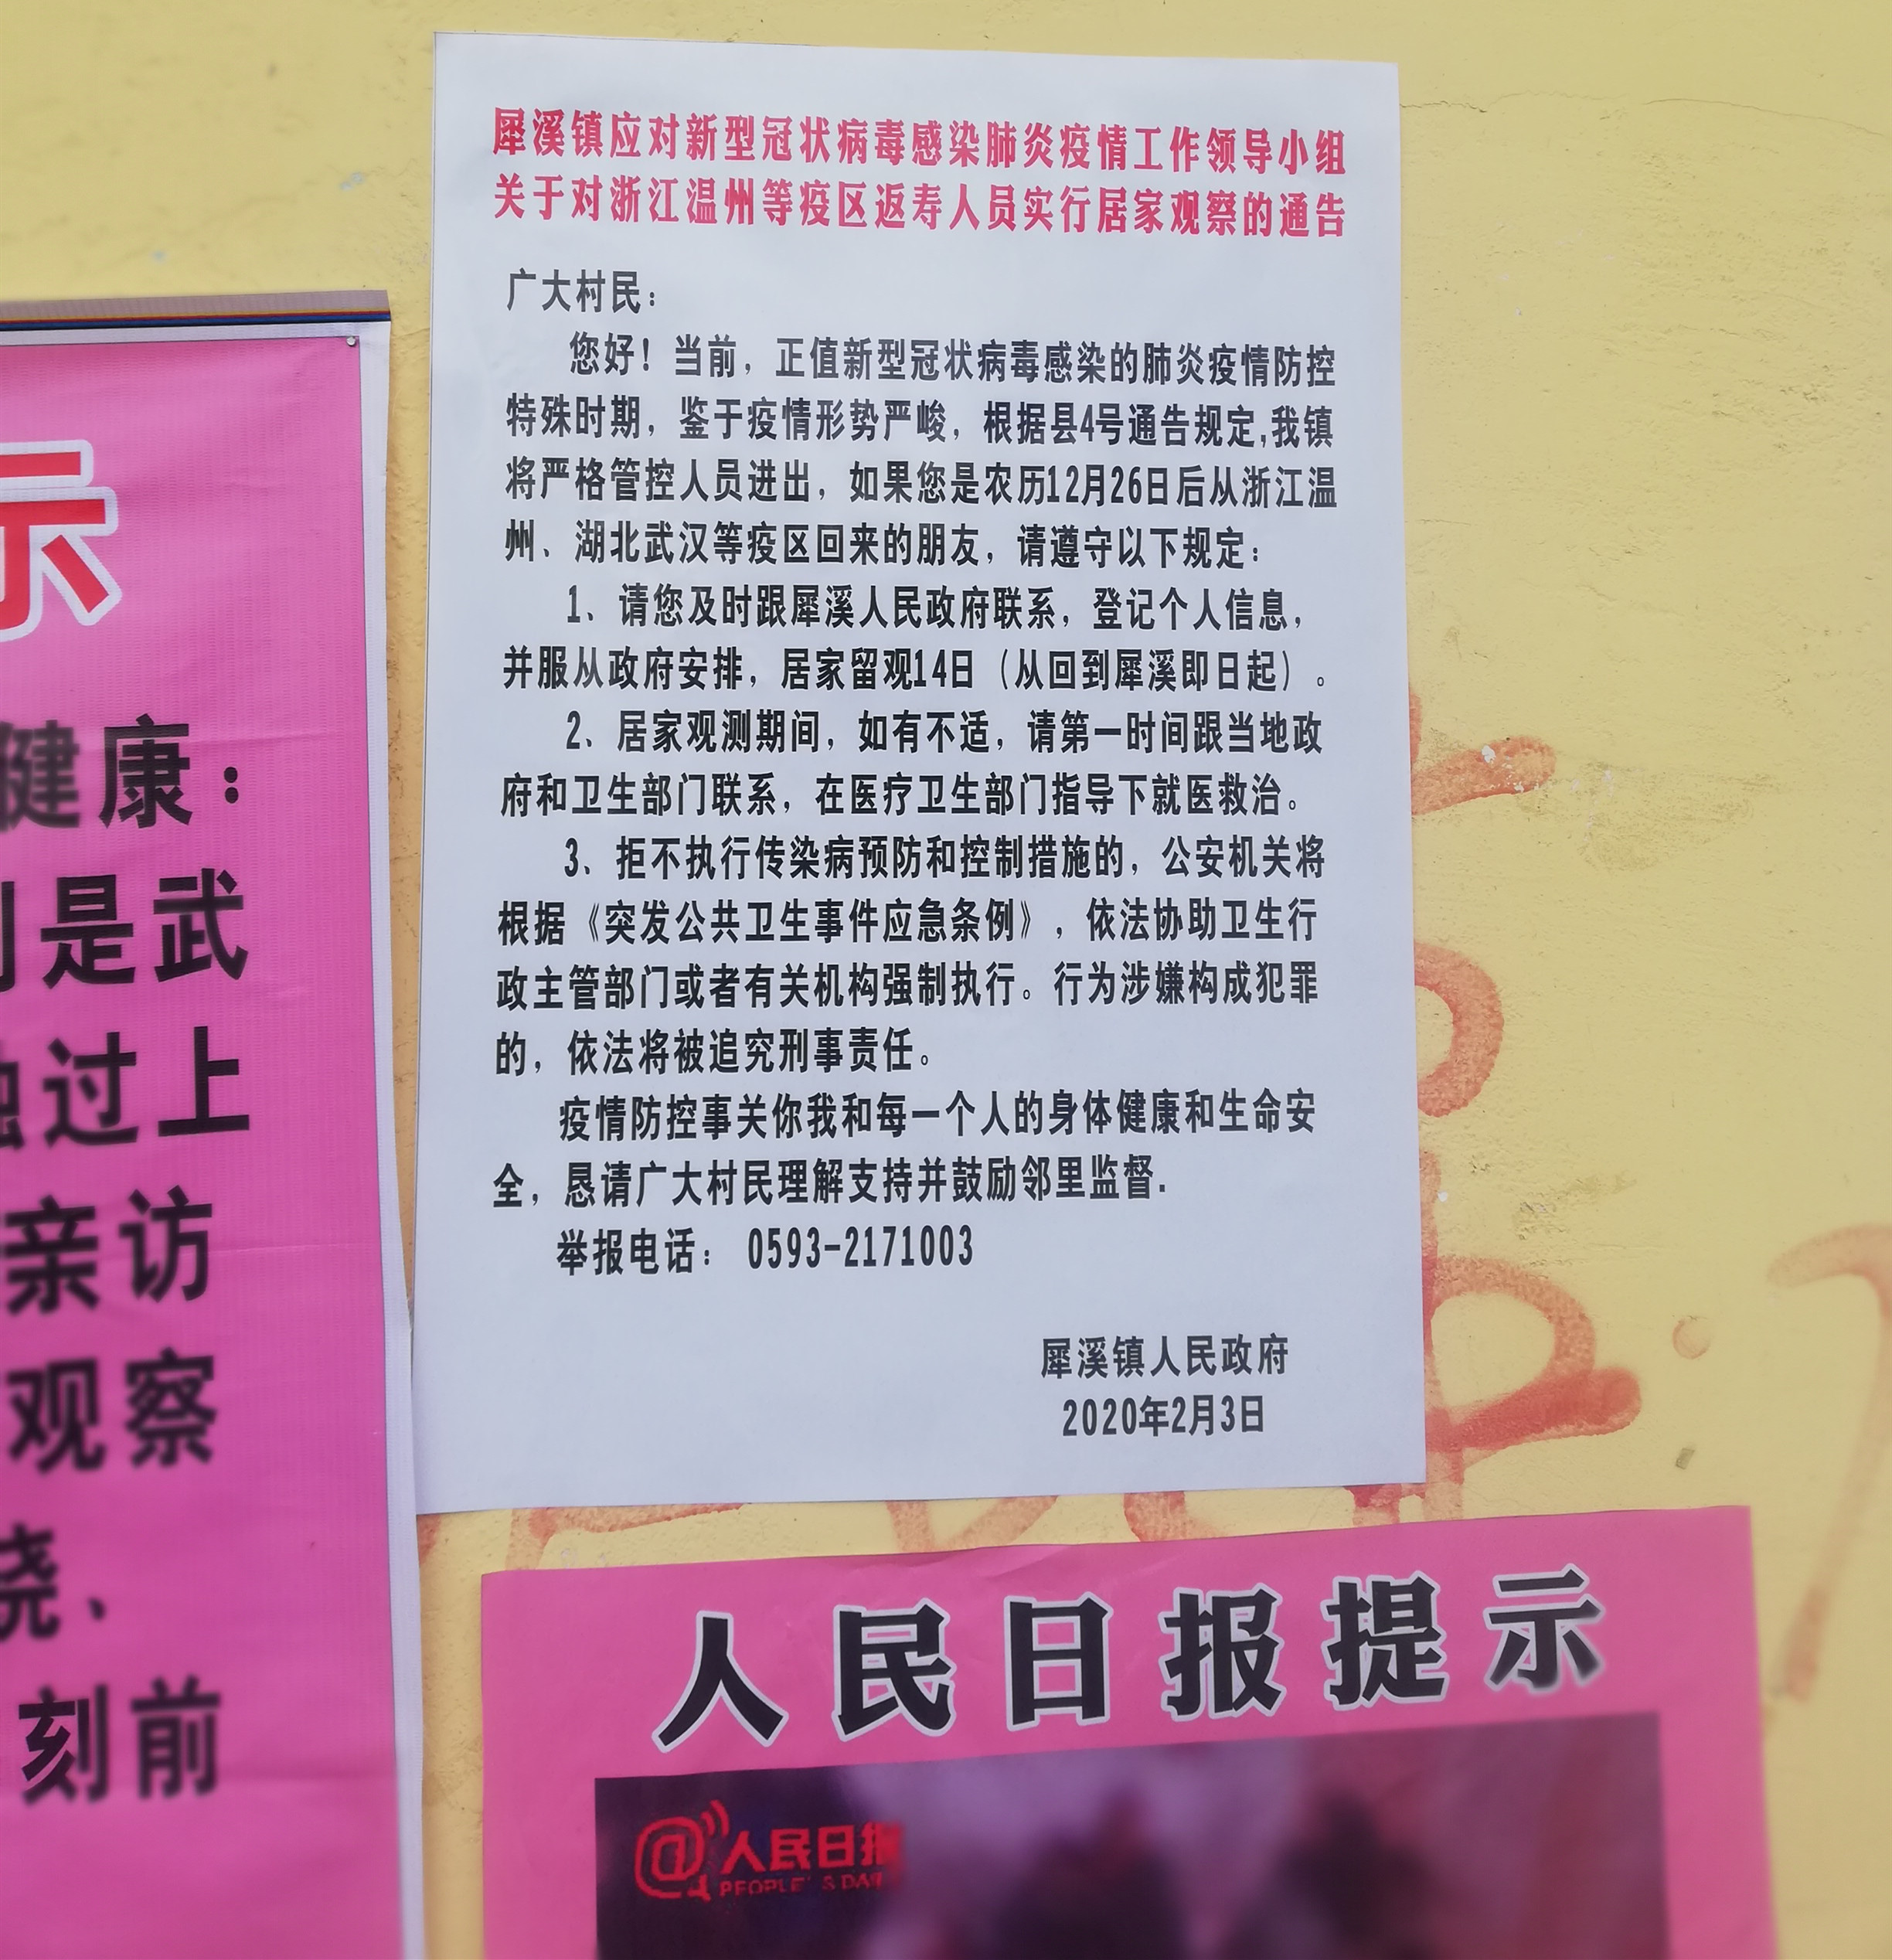 犀溪镇应对新型冠状病毒感染肺炎疫情工作领导小组
关于对浙江温州等疫区返寿人员实行居家观察的通告
广大村民：
您好！当前，正值新型冠状病毒感染的肺炎疫情防控
特殊时期，鉴于疫情形势严峻，根据县4号通告规定,我镇
将严格管控人员进出，如果您是农历12月26日后从浙江温
州、湖北武汉等疫区回来的朋友，请遵守以下规定：
1、请您及时跟犀溪人民政府联系，登记个人信息，
并服从政府安排，居家留观14日（从回到犀溪即日起）。
2、居家观测期间，如有不适，请第一时间跟当地政
府和卫生部门联系，在医疗卫生部门指导下就医救治。
3、拒不执行传染病预防和控制措施的，公安机关将
根据《突发公共卫生事件应急条例》，依法协助卫生行
政主管部门或者有关机构强制执行。行为涉嫌构成犯罪
的，依法将被追究刑事责任。
疫情防控事关你我和每一个人的身体健康和生命安
全，恳请广大村民理解支持并鼓励邻里监督.
举报电话： 0593-2171003
犀溪镇人民政府
2020年2月3日
示
健康：
是武
过上
亲访
观察
、
刻前
人民日报提示
@人民日报
PEOPLE'S DAILY